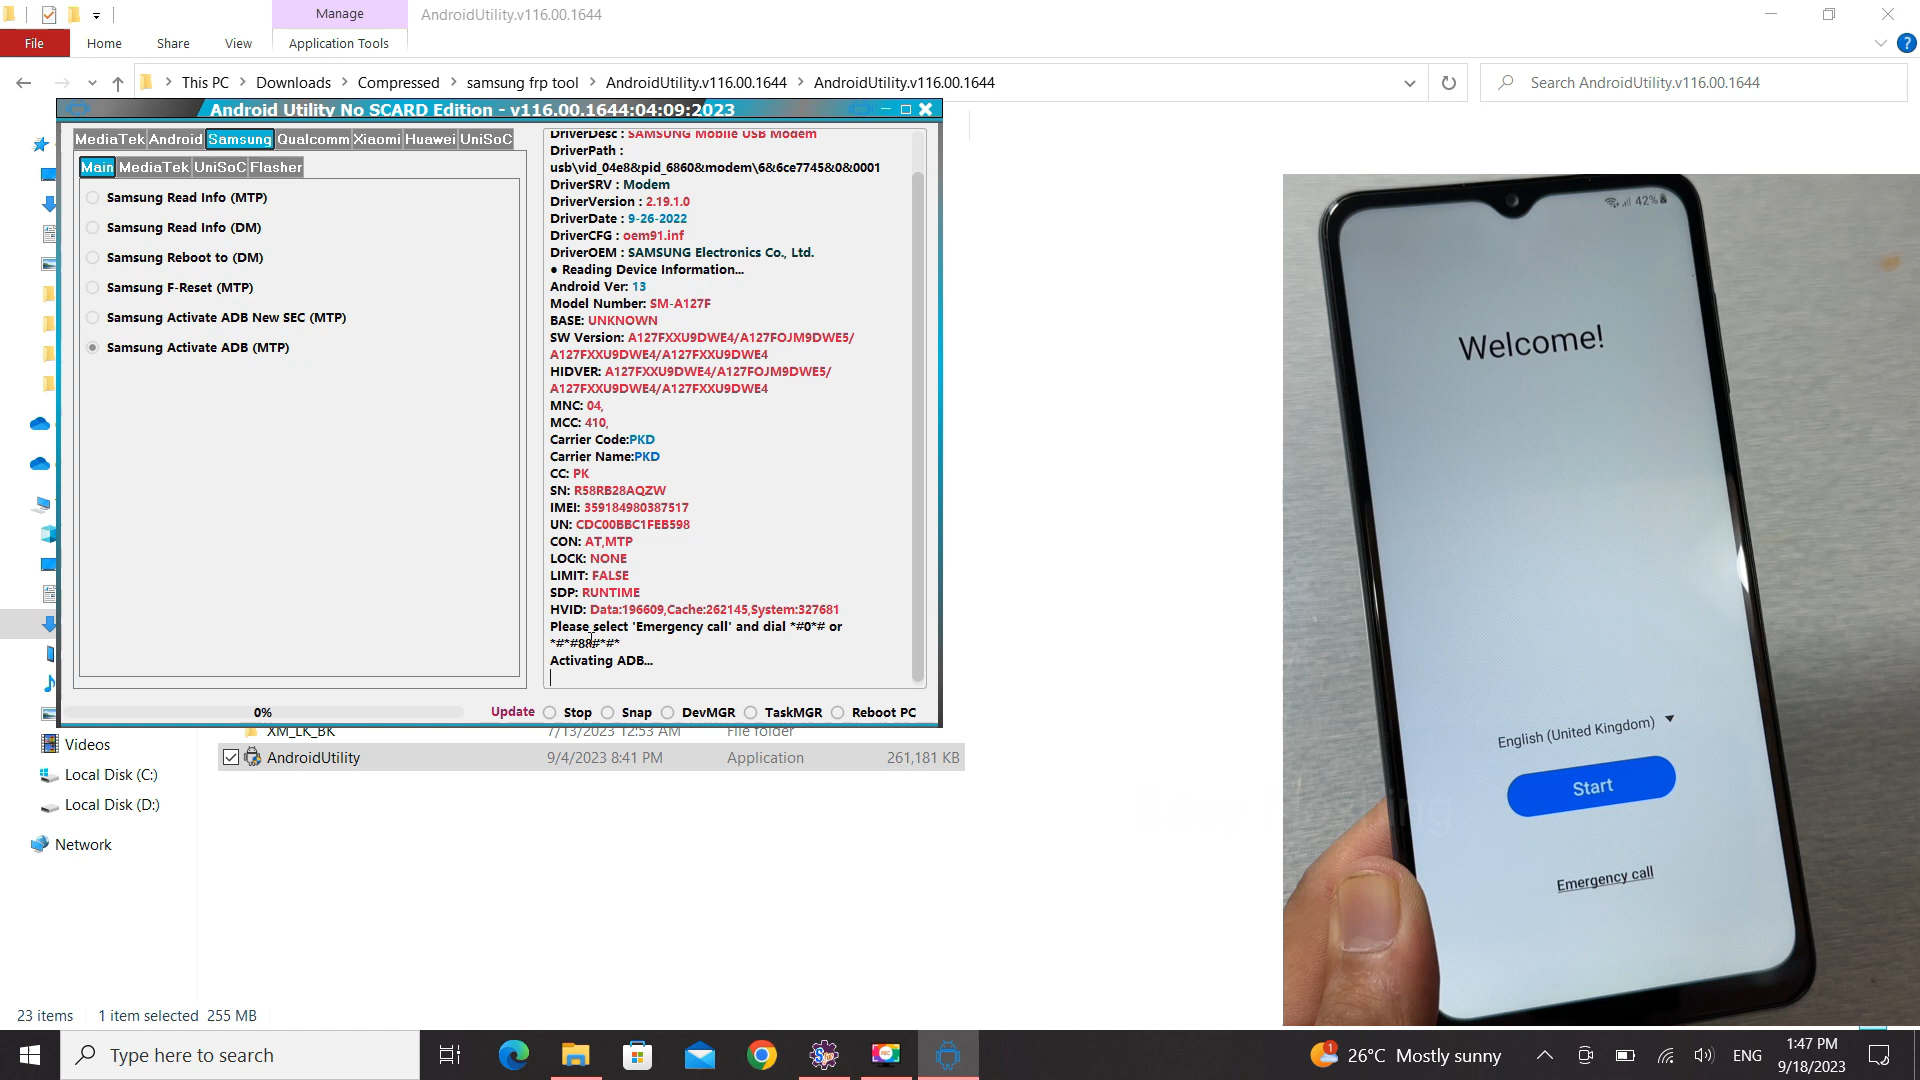 Manage
AndroidUtility.v116.00.1644
File
Home
Share
View
Application Tools
This PC
Downloads
Compressed
samsung frp tool
AndroidUtility.v116.00.1644
AndroidUtility.v116.00.1644
Search AndroidUtility.v116.00.1644
Android Utility No SCARD Edition - v116.00.1644:04:09:2023
MediaTek Android Samsung Qualcomm Xiaomi Huawei UniSoC
Main MediaTek UniSoC Flasher
Samsung Read Info (MTP)
Samsung Read Info (DM)
Samsung Reboot to (DM)
Samsung F-Reset (MTP)
Samsung Activate ADB New SEC (MTP)
Samsung Activate ADB (MTP)
DriverDesc : SAMSUNG Mobile USB Modem
DriverPath :
usb\vid_04e8&pid_6860&modem\6&6ce7745&0&0001
DriverSRV : Modem
DriverVersion : 2.19.1.0
DriverDate : 9-26-2022
DriverCFG : oem91.inf
DriverOEM : SAMSUNG Electronics Co., Ltd.
● Reading Device Information...
Android Ver: 13
Model Number: SM-A127F
BASE: UNKNOWN
SW Version: A127FXXU9DWE4/A127FOJM9DWE5/
A127FXXU9DWE4/A127FXXU9DWE4
HIDVER: A127FXXU9DWE4/A127FOJM9DWE5/
A127FXXU9DWE4/A127FXXU9DWE4
MNC: 04,
MCC: 410,
Carrier Code:PKD
Carrier Name:PKD
CC: PK
SN: R58RB28AQZW
IMEI: 359184980387517
UN: CDC00BBC1FEB598
CON: AT,MTP
LOCK: NONE
LIMIT: FALSE
SDP: RUNTIME
HVID: Data:196609,Cache:262145,System:327681
Please select 'Emergency call' and dial *#0*# or
*#*#88#*#*
Activating ADB...
0%
Update
Stop
Snap
DevMGR
TaskMGR
Reboot PC
XM_LK_BK
7/13/2023 12:53 AM
File folder
AndroidUtility
9/4/2023 8:41 PM
Application
261,181 KB
Videos
Local Disk (C:)
Local Disk (D:)
Network
23 items
1 item selected 255 MB
42%
Welcome!
English (United Kingdom)
Start
Emergency call
Type here to search
1
26°C Mostly sunny
ENG
1:47 PM
9/18/2023